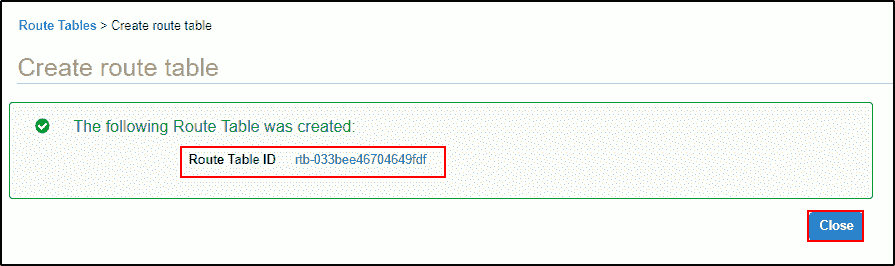 Route Tables > Create route table
Create route table
The following Route Table was created:
Route Table ID rtb-033bee46704649fdf
Close